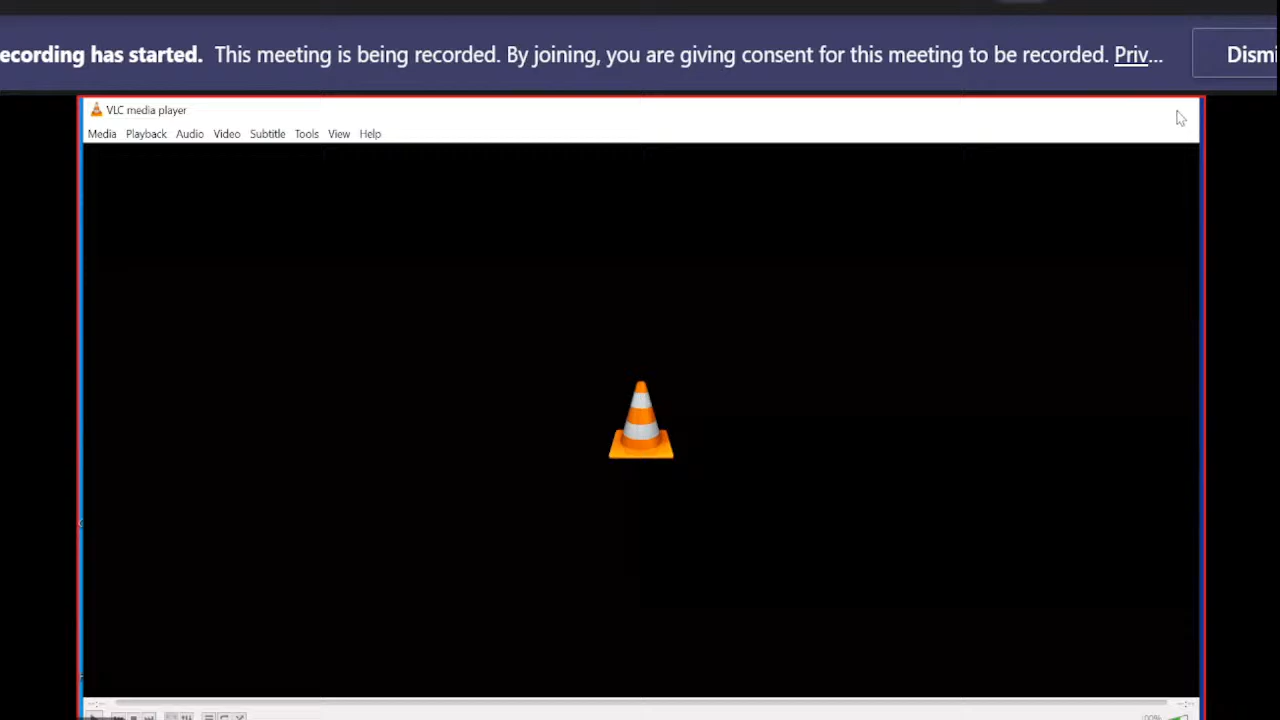 ecording has started. This meeting is being recorded. By joining, you are giving consent for this meeting to be recorded. Priv...
Dismi
VLC media player
Media Playback Audio Video Subtitle Tools View Help